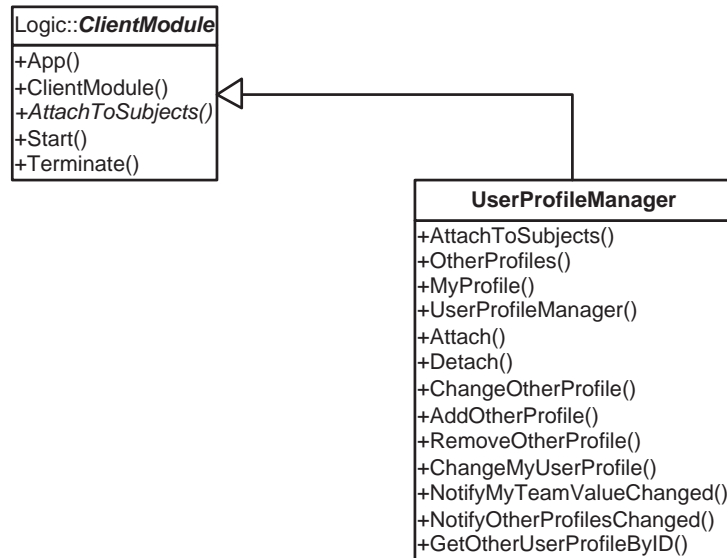 Logic::ClientModule
+App()
+ClientModule()
+AttachToSubjects()
+Start()
+Terminate()
UserProfileManager
+AttachToSubjects()
+OtherProfiles()
+MyProfile()
+UserProfileManager()
+Attach()
+Detach()
+ChangeOtherProfile()
+AddOtherProfile()
+RemoveOtherProfile()
+ChangeMyUserProfile()
+NotifyMyTeamValueChanged()
+NotifyOtherProfilesChanged()
+GetOtherUserProfileByID()